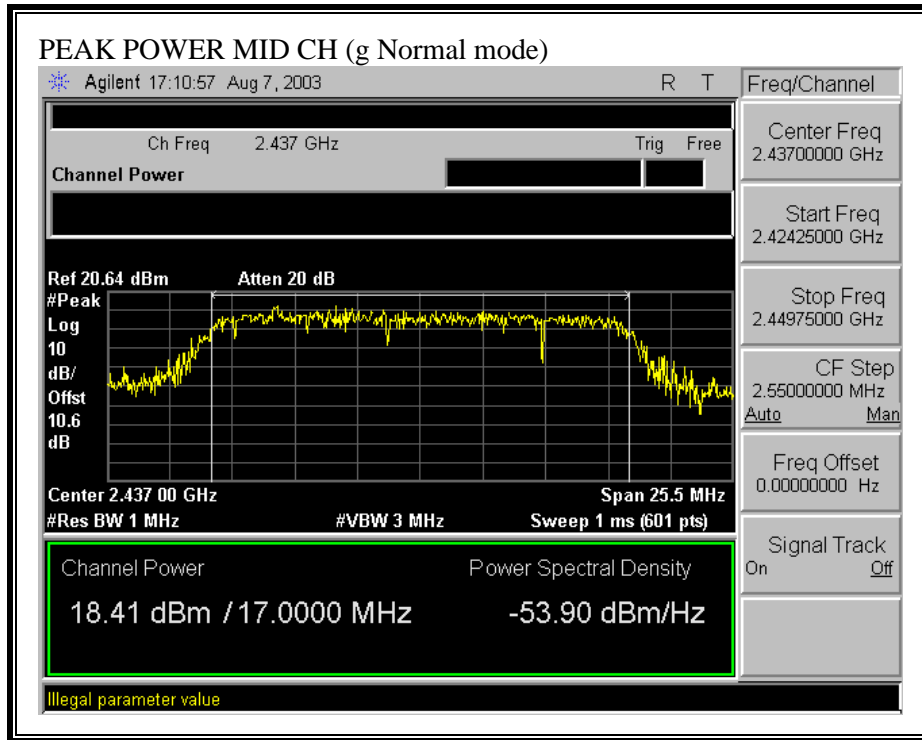 PEAK POWER MID CH (g Normal mode)
Agilent 17:10:57 Aug 7, 2003 R T
Freq/Channel
Ch Freq 2.437 GHz Trig Free
Channel Power
Center Freq
2.43700000 GHz
Start Freq
2.42425000 GHz
Stop Freq
2.44975000 GHz
CF Step
2.55000000 MHz
Auto Man
Freq Offset
0.00000000 Hz
Signal Track
On Off
Ref 20.64 dBm Atten 20 dB
#Peak
Log
10
dB/
Offst
10.6
dB
Center 2.437 00 GHz Span 25.5 MHz
#Res BW 1 MHz #VBW 3 MHz Sweep 1 ms (601 pts)
Channel Power Power Spectral Density
18.41 dBm / 17.0000 MHz -53.90 dBm/Hz
Illegal parameter value